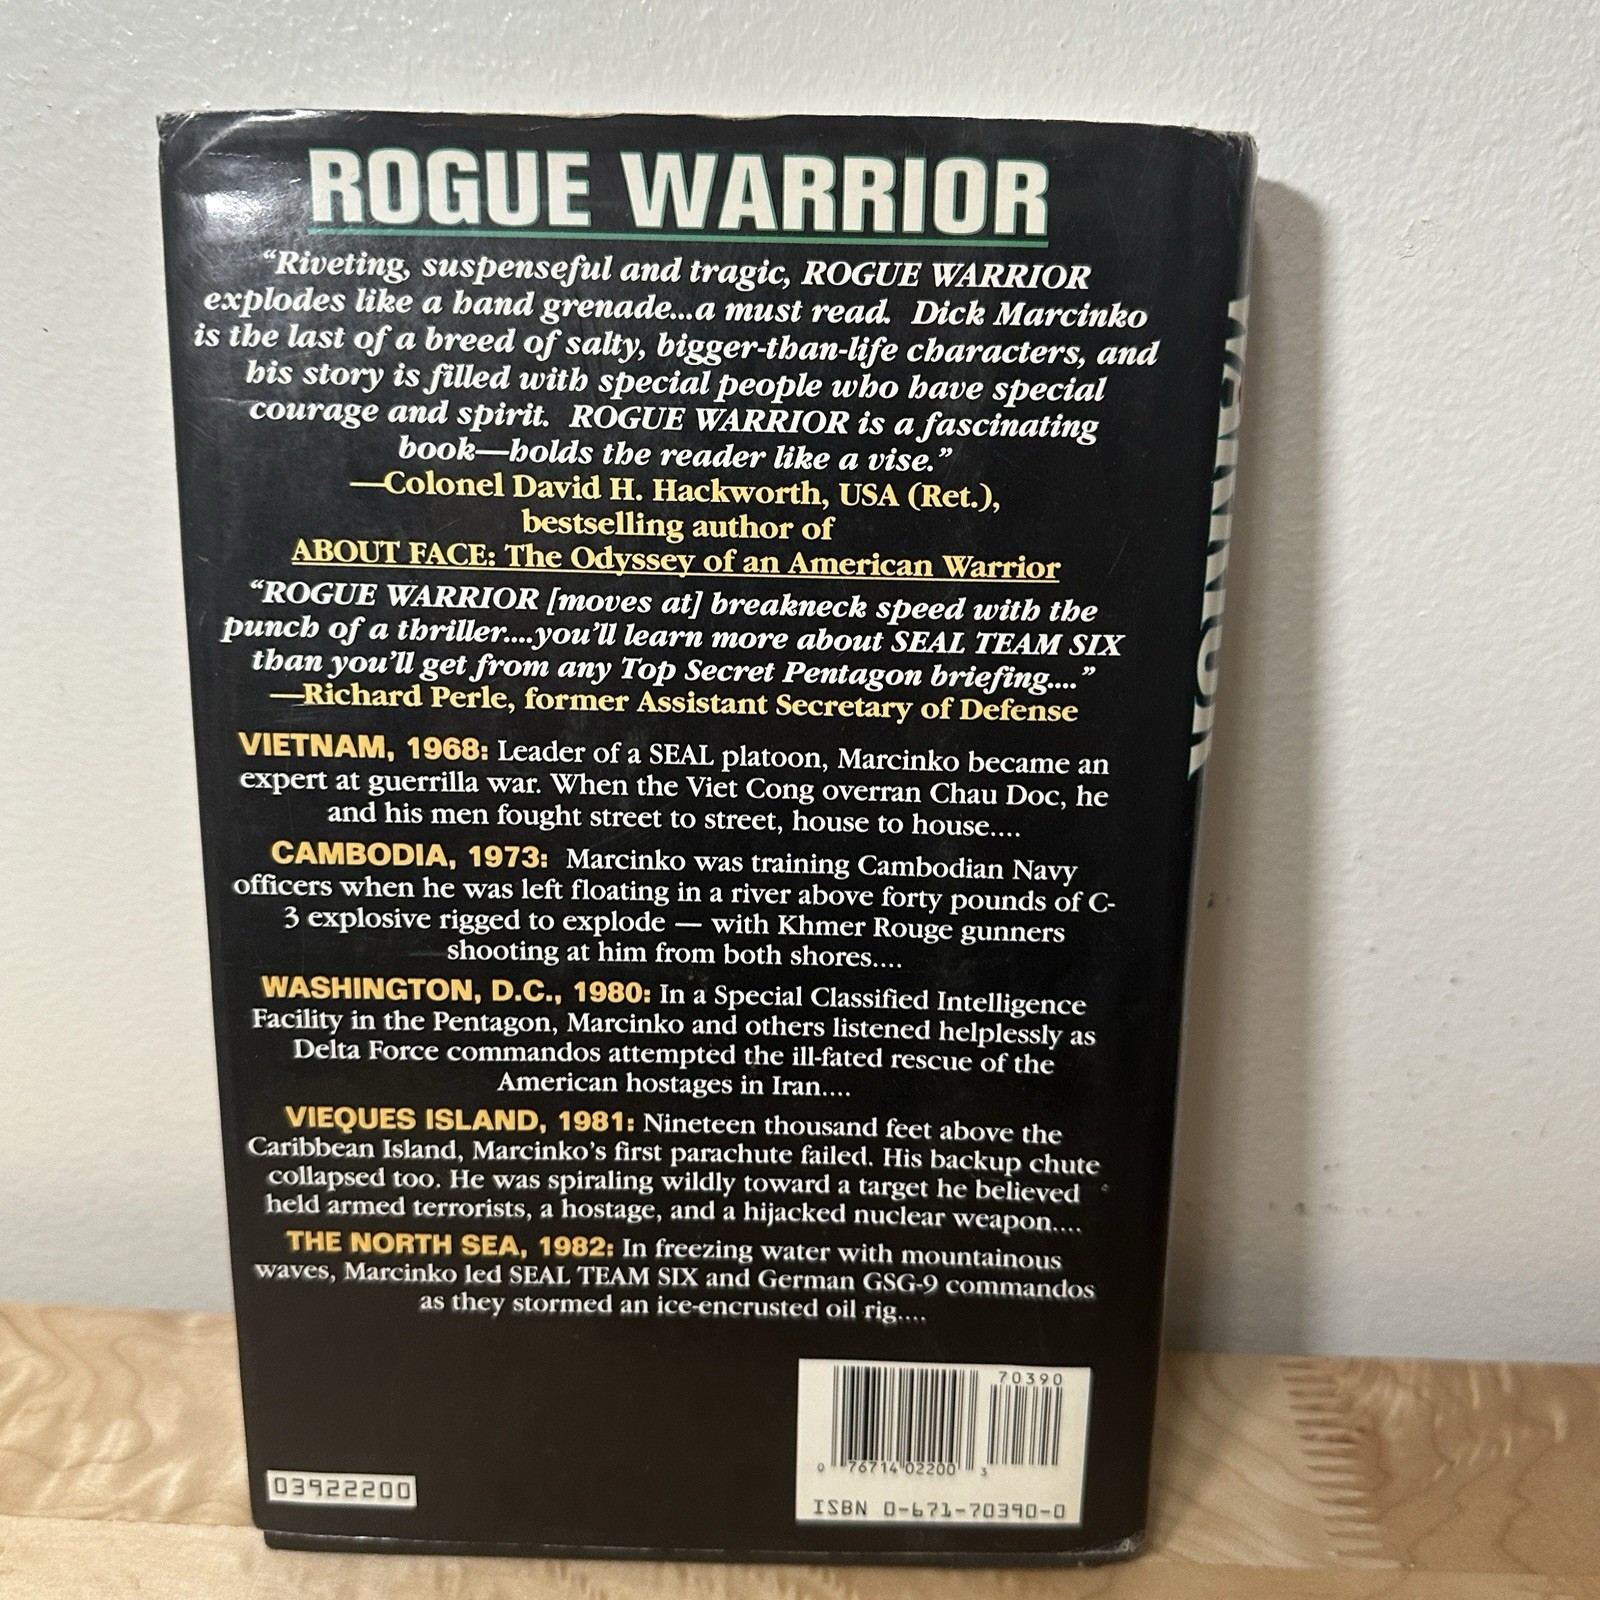 ROGUE WARRIOR
“Riveting, suspenseful and tragic, ROGUE WARRIOR
explodes like a hand grenade...a must read. Dick Marcinko
is the last of a breed of salty, bigger-than-life characters, and
his story is filled with special people who have special
courage and spirit. ROGUE WARRIOR is a fascinating
book—holds the reader like a vise.”
—Colonel David H. Hackworth, USA (Ret.),
bestselling author of
ABOUT FACE: The Odyssey of an American Warrior
“ROGUE WARRIOR [moves at] breakneck speed with the
punch of a thriller....you’ll learn more about SEAL TEAM SIX
than you’ll get from any Top Secret Pentagon briefing....”
—Richard Perle, former Assistant Secretary of Defense
VIETNAM, 1968: Leader of a SEAL platoon, Marcinko became an
expert at guerrilla war. When the Viet Cong overran Chau Doc, he
and his men fought street to street, house to house....
CAMBODIA, 1973: Marcinko was training Cambodian Navy
officers when he was left floating in a river above forty pounds of C-
3 explosive rigged to explode — with Khmer Rouge gunners
shooting at him from both shores....
WASHINGTON, D.C., 1980: In a Special Classified Intelligence
Facility in the Pentagon, Marcinko and others listened helplessly as
Delta Force commandos attempted the ill-fated rescue of the
American hostages in Iran....
VIEQUES ISLAND, 1981: Nineteen thousand feet above the
Caribbean Island, Marcinko’s first parachute failed. His backup chute
collapsed too. He was spiraling wildly toward a target he believed
held armed terrorists, a hostage, and a hijacked nuclear weapon....
THE NORTH SEA, 1982: In freezing water with mountainous
waves, Marcinko led SEAL TEAM SIX and German GSG-9 commandos
as they stormed an ice-encrusted oil rig....
70390
0 76714 02200 3
ISBN 0-671-70390-0
03922200
WARRIOR